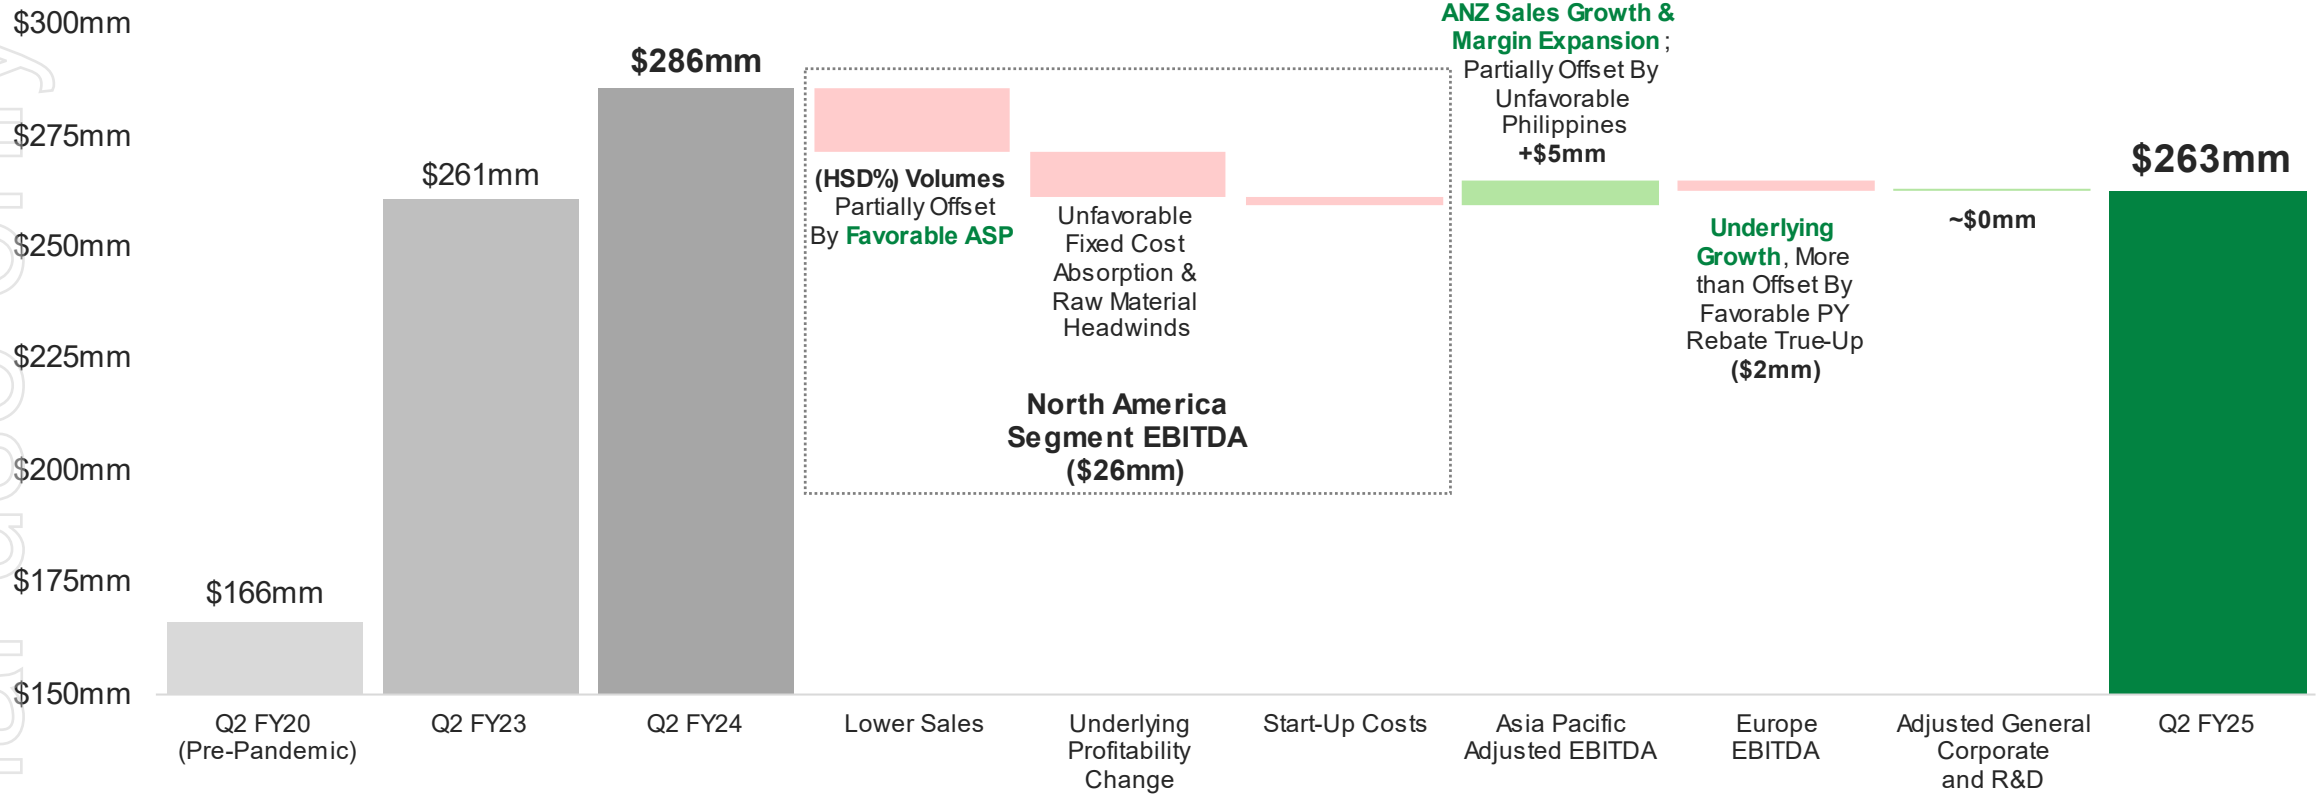 $300mm
$275mm
$250mm
$225mm
$200mm
$175mm
$150mm
$166mm
$261mm
$286mm
(HSD%) Volumes
Partially Offset
By Favorable ASP
Unfavorable
Fixed Cost
Absorption &
Raw Material
Headwinds
North America
Segment EBITDA
($26mm)
ANZ Sales Growth &
Margin Expansion ;
Partially Offset By
Unfavorable
Philippines
+$5mm
Underlying
Growth, More
than Offset By
Favorable PY
Rebate True-Up
($2mm)
~$0mm
$263mm
Q2 FY20
(Pre-Pandemic)
Q2 FY23
Q2 FY24
Lower Sales
Underlying
Profitability
Change
Start-Up Costs
Asia Pacific
Adjusted EBITDA
Europe
EBITDA
Adjusted General
Corporate
and R&D
Q2 FY25